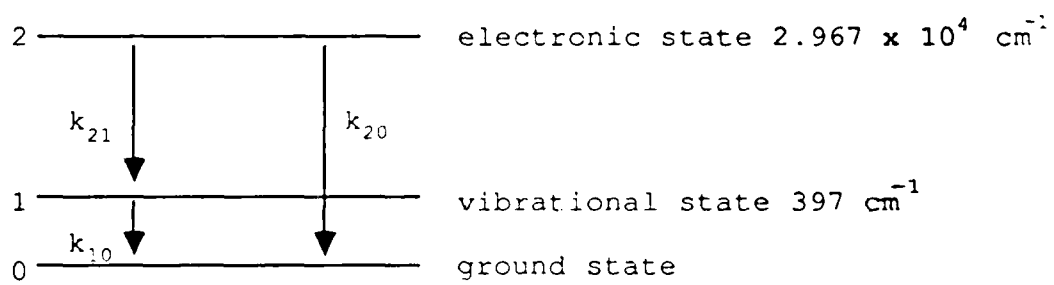 2 electronic state 2.967 x 10⁴ cm⁻¹
k₂₁ k₂₀
1 vibrational state 397 cm⁻¹
k₁₀
0 ground state